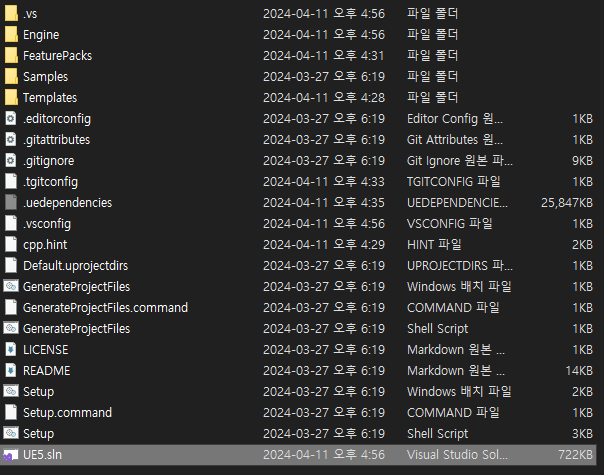 .vs 2024-04-11 오후 4:56 파일 폴더
Engine 2024-04-11 오후 4:56 파일 폴더
FeaturePacks 2024-04-11 오후 4:31 파일 폴더
Samples 2024-03-27 오후 6:19 파일 폴더
Templates 2024-04-11 오후 4:28 파일 폴더
.editorconfig 2024-03-27 오후 6:19 Editor Config 원... 1KB
.gitattributes 2024-03-27 오후 6:19 Git Attributes 원... 1KB
.gitignore 2024-03-27 오후 6:19 Git Ignore 원본 파... 9KB
.tgitconfig 2024-04-11 오후 4:33 TGITCONFIG 파일 1KB
.uedependencies 2024-04-11 오후 4:35 UEDEPENDENCIE... 25,847KB
.vsconfig 2024-04-11 오후 4:56 VSCONFIG 파일 1KB
cpp.hint 2024-04-11 오후 4:29 HINT 파일 2KB
Default.uprojectdirs 2024-03-27 오후 6:19 UPROJECTDIRS 파... 1KB
GenerateProjectFiles 2024-03-27 오후 6:19 Windows 배치 파일 1KB
GenerateProjectFiles.command 2024-03-27 오후 6:19 COMMAND 파일 1KB
GenerateProjectFiles 2024-03-27 오후 6:19 Shell Script 1KB
LICENSE 2024-03-27 오후 6:19 Markdown 원본 ... 1KB
README 2024-03-27 오후 6:19 Markdown 원본 ... 14KB
Setup 2024-03-27 오후 6:19 Windows 배치 파일 2KB
Setup.command 2024-03-27 오후 6:19 COMMAND 파일 1KB
Setup 2024-03-27 오후 6:19 Shell Script 3KB
UE5.sln 2024-04-11 오후 4:56 Visual Studio Sol... 722KB